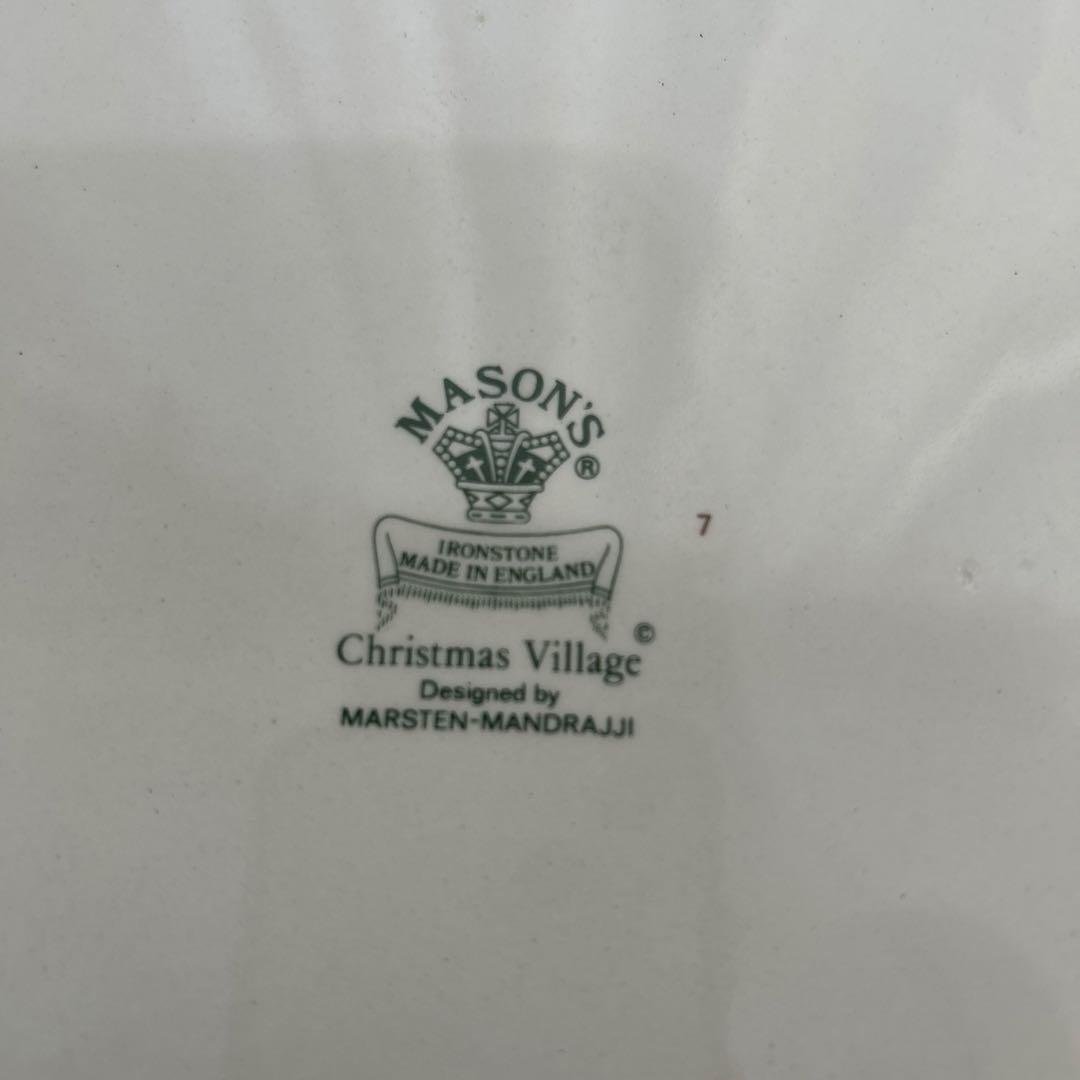 MASON'S
®
IRONSTONE
MADE IN ENGLAND
7
©
Christmas Village
Designed by
MARSTEN-MANDRAJJI